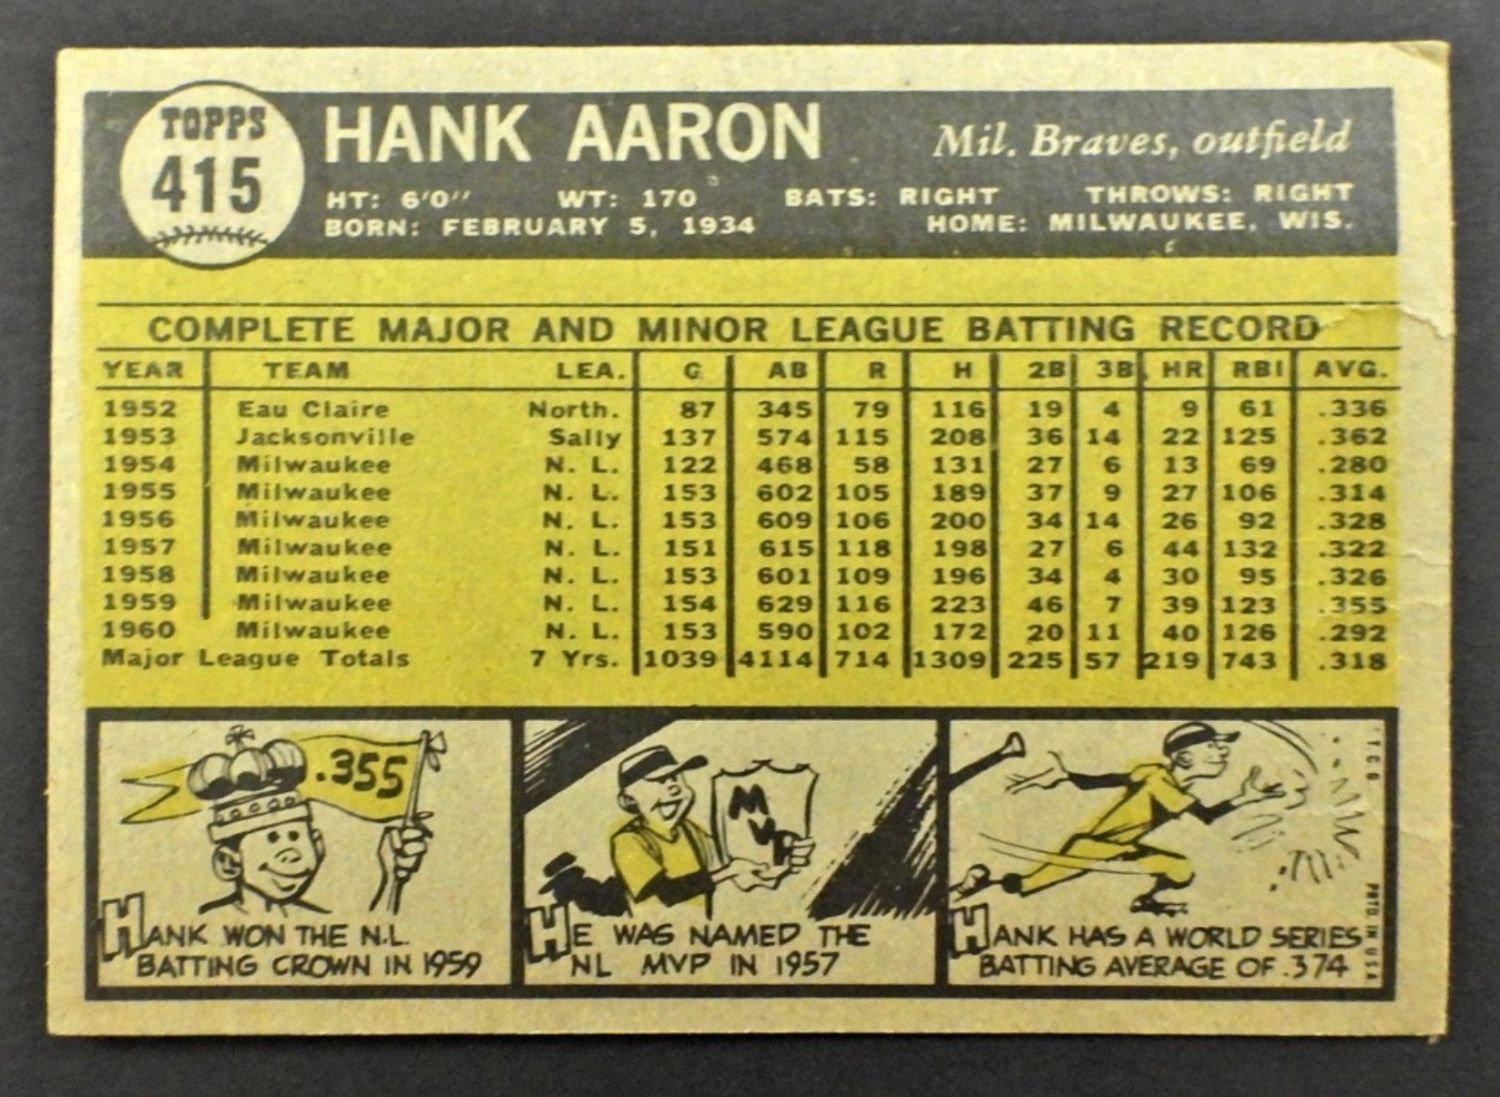 TOPPS
415
HANK AARON
Mil. Braves, outfield
HT: 6'0" WT: 170 BATS: RIGHT THROWS: RIGHT
BORN: FEBRUARY 5, 1934 HOME: MILWAUKEE, WIS.
COMPLETE MAJOR AND MINOR LEAGUE BATTING RECORD
YEAR TEAM LEA. G AB R H 2B 3B HR RBI AVG.
1952 Eau Claire North. 87 345 79 116 19 4 9 61 .336
1953 Jacksonville Sally 137 574 115 208 36 14 22 125 .362
1954 Milwaukee N. L. 122 468 58 131 27 6 13 69 .280
1955 Milwaukee N. L. 153 602 105 189 37 9 27 106 .314
1956 Milwaukee N. L. 153 609 106 200 34 14 26 92 .328
1957 Milwaukee N. L. 151 615 118 198 27 6 44 132 .322
1958 Milwaukee N. L. 153 601 109 196 34 4 30 95 .326
1959 Milwaukee N. L. 154 629 116 223 46 7 39 123 .355
1960 Milwaukee N. L. 153 590 102 172 20 11 40 126 .292
Major League Totals 7 Yrs. 1039 4114 714 1309 225 57 219 743 .318
.355
HANK WON THE N.L.
BATTING CROWN IN 1959
MVP
HE WAS NAMED THE
NL MVP IN 1957
HANK HAS A WORLD SERIES
BATTING AVERAGE OF .374
T.C.G. PRTD. IN U.S.A.